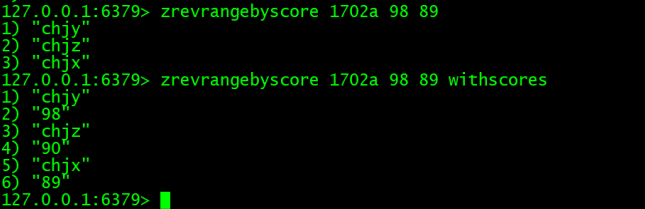 127.0.0.1:6379> zrevrangebyscore 1702a 98 89
1) "chjy"
2) "chjz"
3) "chjx"
127.0.0.1:6379> zrevrangebyscore 1702a 98 89 withscores
1) "chjy"
2) "98"
3) "chjz"
4) "90"
5) "chjx"
6) "89"
127.0.0.1:6379>